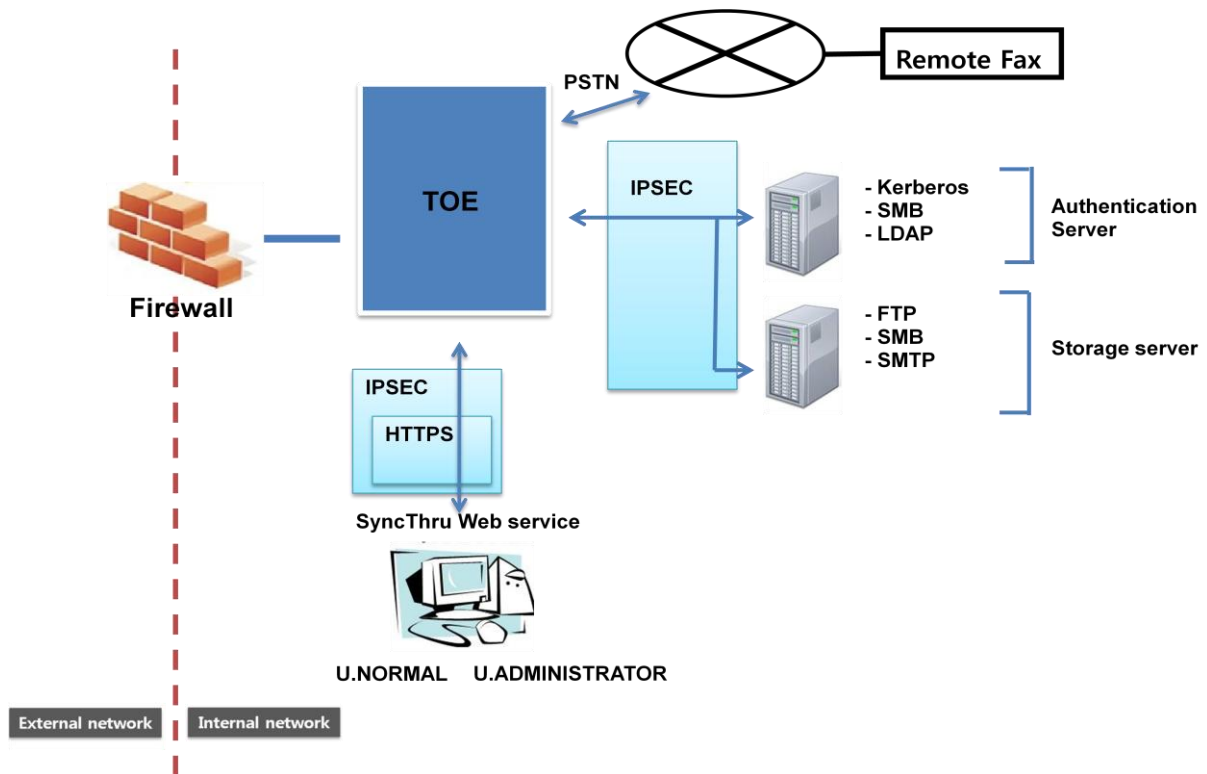 Remote Fax
PSTN
TOE
IPSEC
- Kerberos
- SMB
- LDAP
Authentication
Server
Firewall
- FTP
- SMB
- SMTP
Storage server
IPSEC
HTTPS
SyncThru Web service
U.NORMAL U.ADMINISTRATOR
External network
Internal network